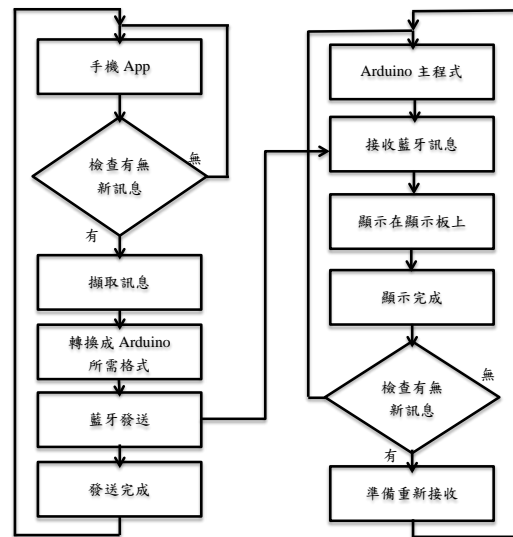 手機 App
檢查有無
新訊息
無
有
擷取訊息
轉換成 Arduino
所需格式
藍牙發送
發送完成
Arduino 主程式
接收藍牙訊息
顯示在顯示板上
顯示完成
檢查有無
新訊息
無
有
準備重新接收